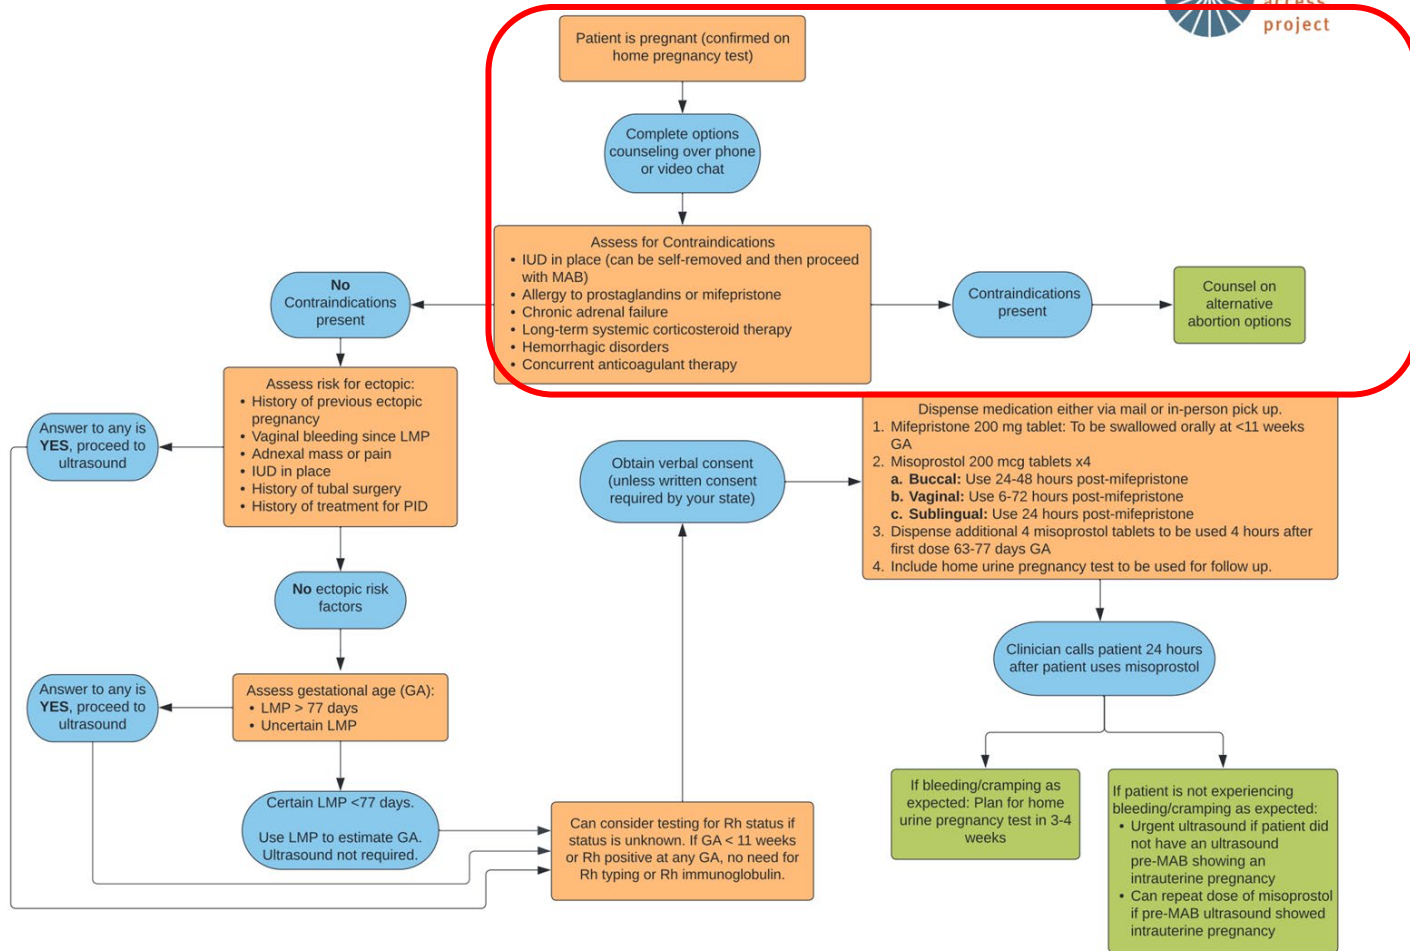 access
project
Patient is pregnant (confirmed on
home pregnancy test)
Complete options
counseling over phone
or video chat
Assess for Contraindications
• IUD in place (can be self-removed and then proceed
with MAB)
• Allergy to prostaglandins or mifepristone
• Chronic adrenal failure
• Long-term systemic corticosteroid therapy
• Hemorrhagic disorders
• Concurrent anticoagulant therapy
No
Contraindications
present
Contraindications
present
Counsel on
alternative
abortion options
Assess risk for ectopic:
• History of previous ectopic
pregnancy
• Vaginal bleeding since LMP
• Adnexal mass or pain
• IUD in place
• History of tubal surgery
• History of treatment for PID
Answer to any is
YES, proceed to
ultrasound
No ectopic risk
factors
Assess gestational age (GA):
• LMP > 77 days
• Uncertain LMP
Answer to any is
YES, proceed to
ultrasound
Certain LMP <77 days.
Use LMP to estimate GA.
Ultrasound not required.
Can consider testing for Rh status if
status is unknown. If GA < 11 weeks
or Rh positive at any GA, no need for
Rh typing or Rh immunoglobulin.
Obtain verbal consent
(unless written consent
required by your state)
Dispense medication either via mail or in-person pick up.
1. Mifepristone 200 mg tablet: To be swallowed orally at <11 weeks
GA
2. Misoprostol 200 mcg tablets x4
a. Buccal: Use 24-48 hours post-mifepristone
b. Vaginal: Use 6-72 hours post-mifepristone
c. Sublingual: Use 24 hours post-mifepristone
3. Dispense additional 4 misoprostol tablets to be used 4 hours after
first dose 63-77 days GA
4. Include home urine pregnancy test to be used for follow up.
Clinician calls patient 24 hours
after patient uses misoprostol
If bleeding/cramping as
expected: Plan for home
urine pregnancy test in 3-4
weeks
If patient is not experiencing
bleeding/cramping as expected:
• Urgent ultrasound if patient did
not have an ultrasound
pre-MAB showing an
intrauterine pregnancy
• Can repeat dose of misoprostol
if pre-MAB ultrasound showed
intrauterine pregnancy